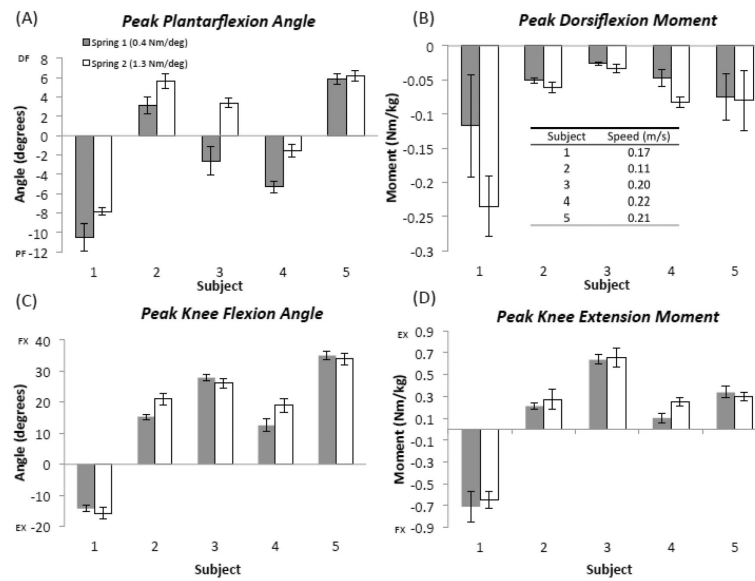 (A) Peak Plantarflexion Angle
Spring 1 (0.4 Nm/deg)
Spring 2 (1.3 Nm/deg)
DF
8
6
4
2
0
-2
-4
-6
-8
-10
PF -12
Angle (degrees)
1 2 3 4 5
Subject
(B) Peak Dorsiflexion Moment
0
-0.05
-0.1
-0.15
-0.2
-0.25
-0.3
Moment (Nm/kg)
Subject Speed (m/s)
1 0.17
2 0.11
3 0.20
4 0.22
5 0.21
1 2 3 4 5
Subject
(C) Peak Knee Flexion Angle
FX 40
30
20
10
0
-10
EX -20
Angle (degrees)
1 2 3 4 5
Subject
(D) Peak Knee Extension Moment
EX 0.9
0.7
0.5
0.3
0.1
-0.1
-0.3
-0.5
-0.7
FX -0.9
Moment (Nm/kg)
1 2 3 4 5
Subject